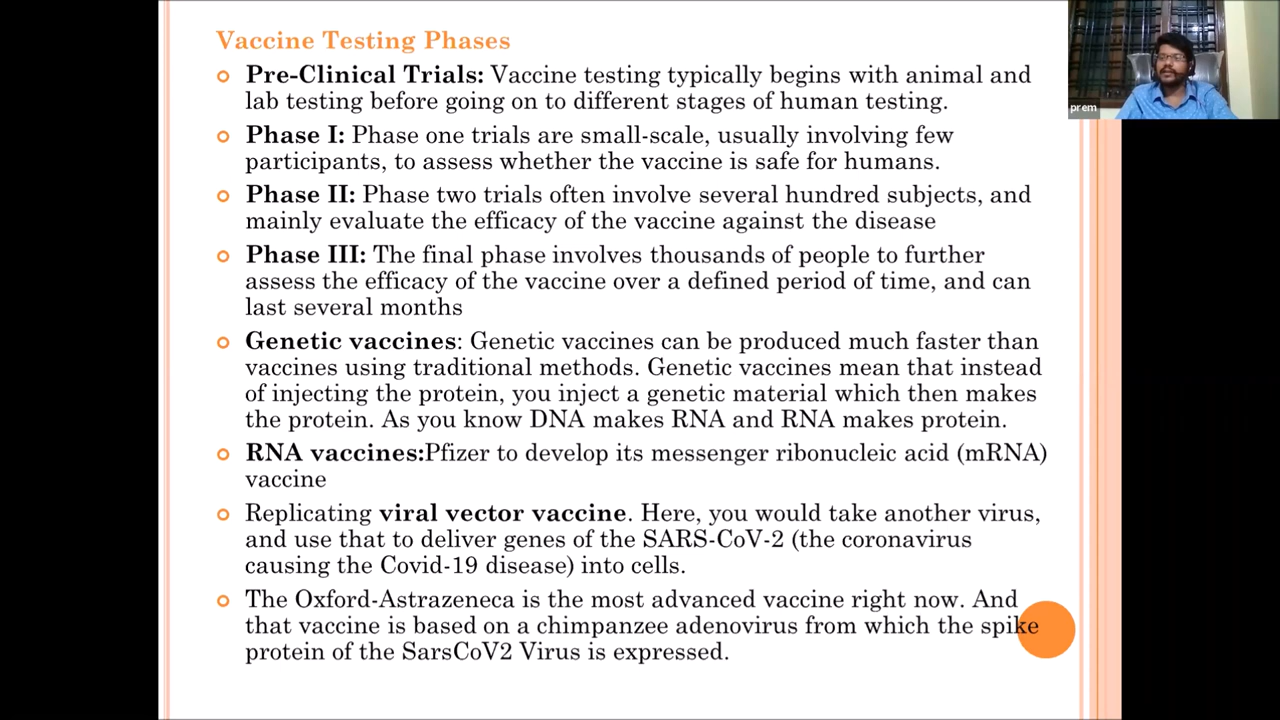 Vaccine Testing Phases
Pre-Clinical Trials: Vaccine testing typically begins with animal and
lab testing before going on to different stages of human testing.
Phase I: Phase one trials are small-scale, usually involving few
participants, to assess whether the vaccine is safe for humans.
Phase II: Phase two trials often involve several hundred subjects, and
mainly evaluate the efficacy of the vaccine against the disease
Phase III: The final phase involves thousands of people to further
assess the efficacy of the vaccine over a defined period of time, and can
last several months
Genetic vaccines: Genetic vaccines can be produced much faster than
vaccines using traditional methods. Genetic vaccines mean that instead
of injecting the protein, you inject a genetic material which then makes
the protein. As you know DNA makes RNA and RNA makes protein.
RNA vaccines:Pfizer to develop its messenger ribonucleic acid (mRNA)
vaccine
Replicating viral vector vaccine. Here, you would take another virus,
and use that to deliver genes of the SARS-CoV-2 (the coronavirus
causing the Covid-19 disease) into cells.
The Oxford-Astrazeneca is the most advanced vaccine right now. And
that vaccine is based on a chimpanzee adenovirus from which the spike
protein of the SarsCoV2 Virus is expressed.
prem